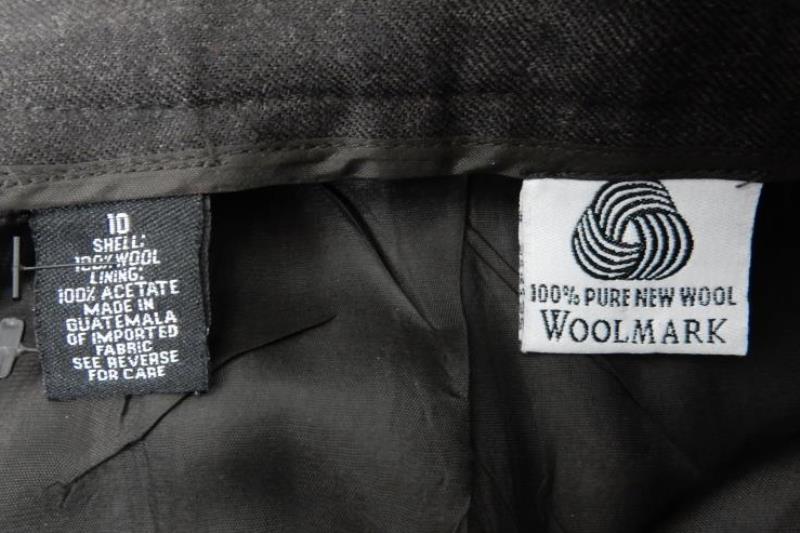 10
SHELL:
100% WOOL
LINING:
100% ACETATE
MADE IN
GUATEMALA
OF IMPORTED
FABRIC
SEE REVERSE
FOR CARE
100% PURE NEW WOOL
WOOLMARK